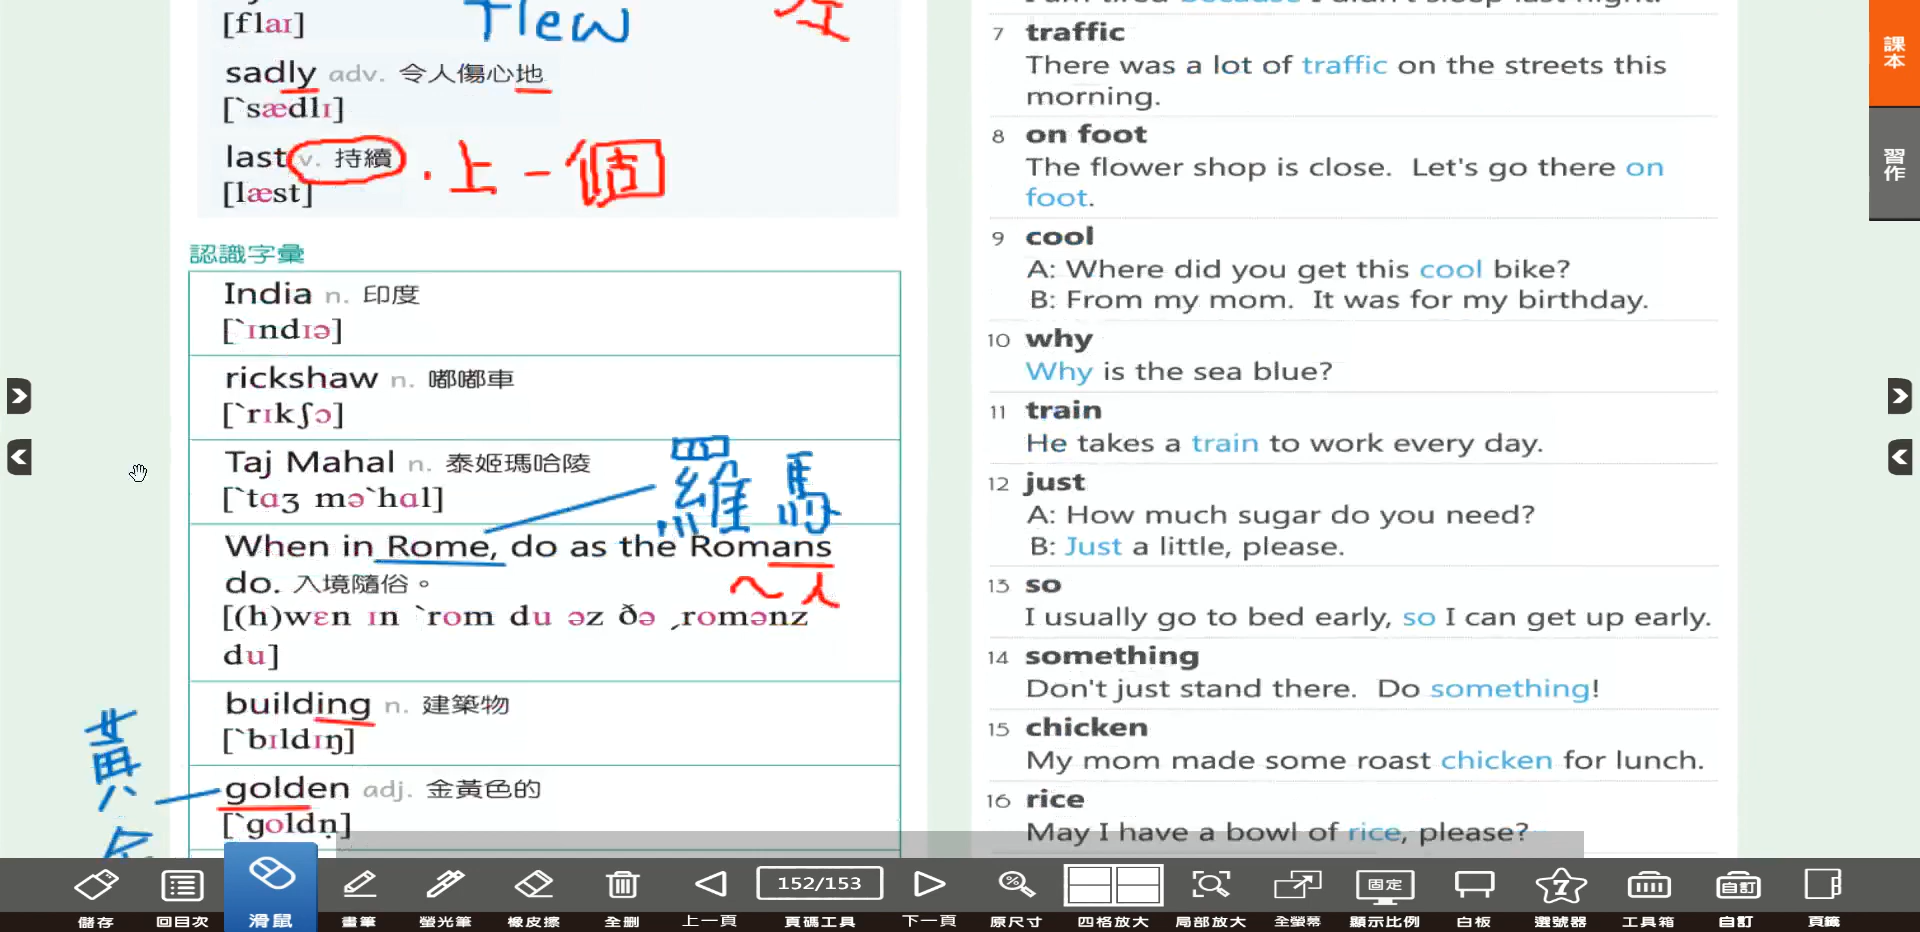 [flaɪ]
flew
sadly adv. 令人傷心地
[ˋsædlɪ]
last v. 持續
．上一個
[læst]
認識字彙
India n. 印度
[ˋɪndɪə]
rickshaw n. 嘟嘟車
[ˋrɪkʃɔ]
Taj Mahal n. 泰姬瑪哈陵
羅馬
[ˋtɑʒ məˋhɑl]
When in Rome, do as the Romans
do. 入境隨俗。
～人
[(h)wɛn ɪn ˋrom du əz ðə ˏromənz
du]
building n. 建築物
[ˋbɪldɪŋ]
黃
golden adj. 金黃色的
[ˋgoldn̩]
7 traffic
There was a lot of traffic on the streets this
morning.
8 on foot
The flower shop is close. Let's go there on
foot.
9 cool
A: Where did you get this cool bike?
B: From my mom. It was for my birthday.
10 why
Why is the sea blue?
11 train
He takes a train to work every day.
12 just
A: How much sugar do you need?
B: Just a little, please.
13 so
I usually go to bed early, so I can get up early.
14 something
Don't just stand there. Do something!
15 chicken
My mom made some roast chicken for lunch.
16 rice
May I have a bowl of rice, please?
課本
習作
152/153
固定
7
自訂
儲存 回目次 滑鼠 畫筆 螢光筆 橡皮擦 全刪 上一頁 頁碼工具 下一頁 原尺寸 四格放大 局部放大 全螢幕 顯示比例 白板 選號器 工具箱 自訂 頁籤